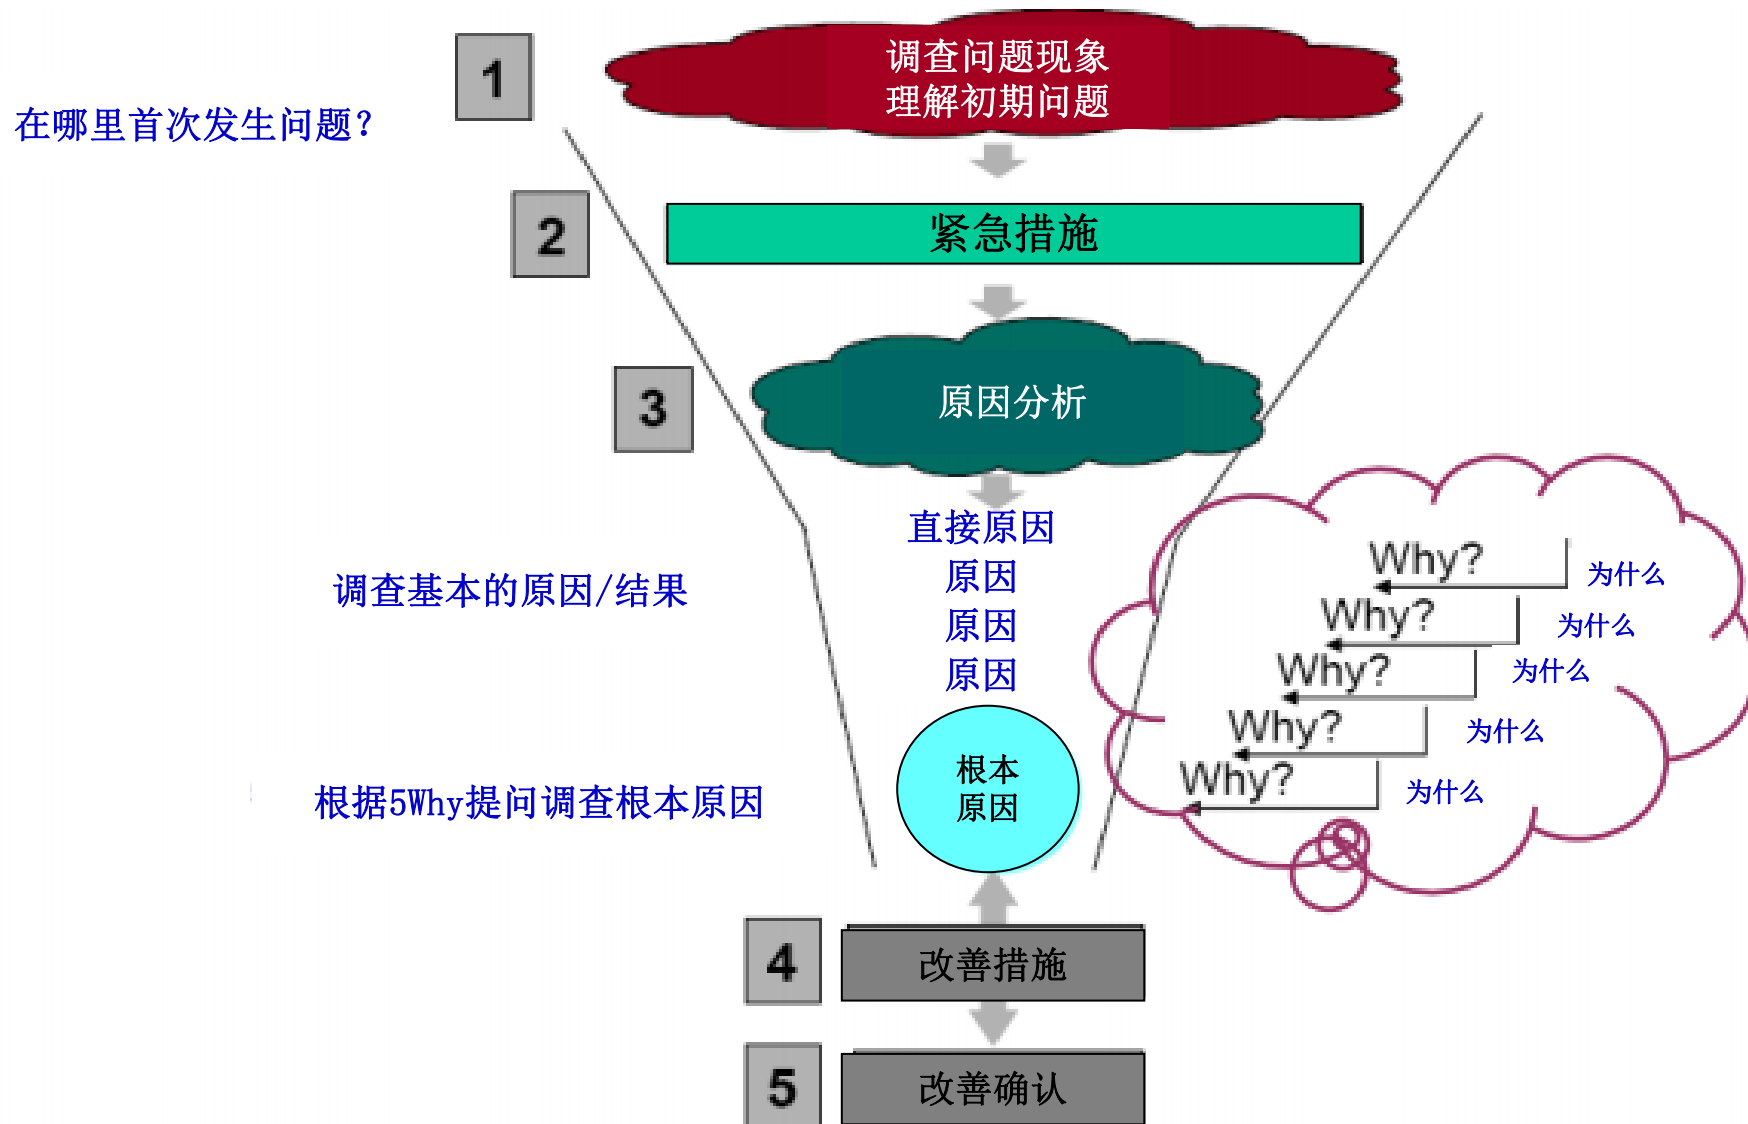 1
调查问题现象
理解初期问题
在哪里首次发生问题?
2
紧急措施
3
原因分析
直接原因
原因
原因
原因
调查基本的原因/结果
Why?
为什么
Why?
为什么
Why?
为什么
Why?
为什么
Why?
为什么
根本
原因
根据5Why提问调查根本原因
4
改善措施
5
改善确认